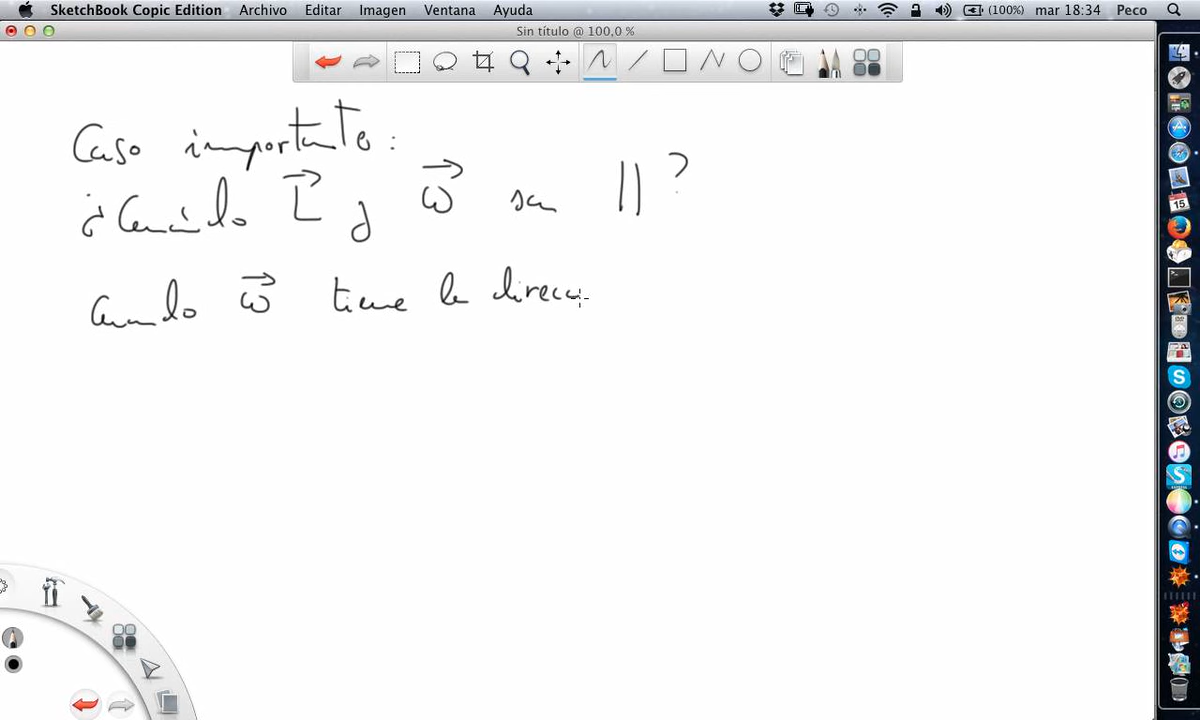 SketchBook Copic Edition Archivo Editar Imagen Ventana Ayuda (100%) mar 18:34 Peco
Sin título @ 100,0 %
15
Caso importante:
¿Cuándo L⃗ y ω⃗ son || ?
Cuando ω⃗ tiene la direcc